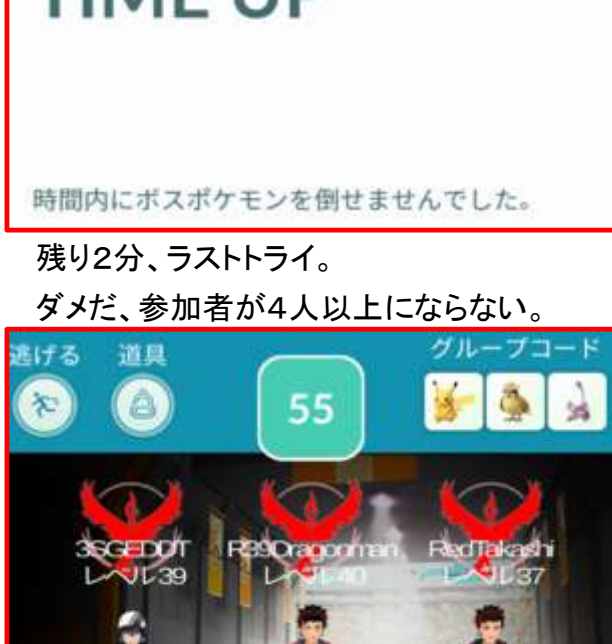 TIME UP
時間内にボスポケモンを倒せませんでした。
残り2分、ラストトライ。
ダメだ、参加者が4人以上にならない。
逃げる 道具 グループコード
55
3SGEDDT R39Dragonman RedTakashi
レベル39 レベル40 レベル37